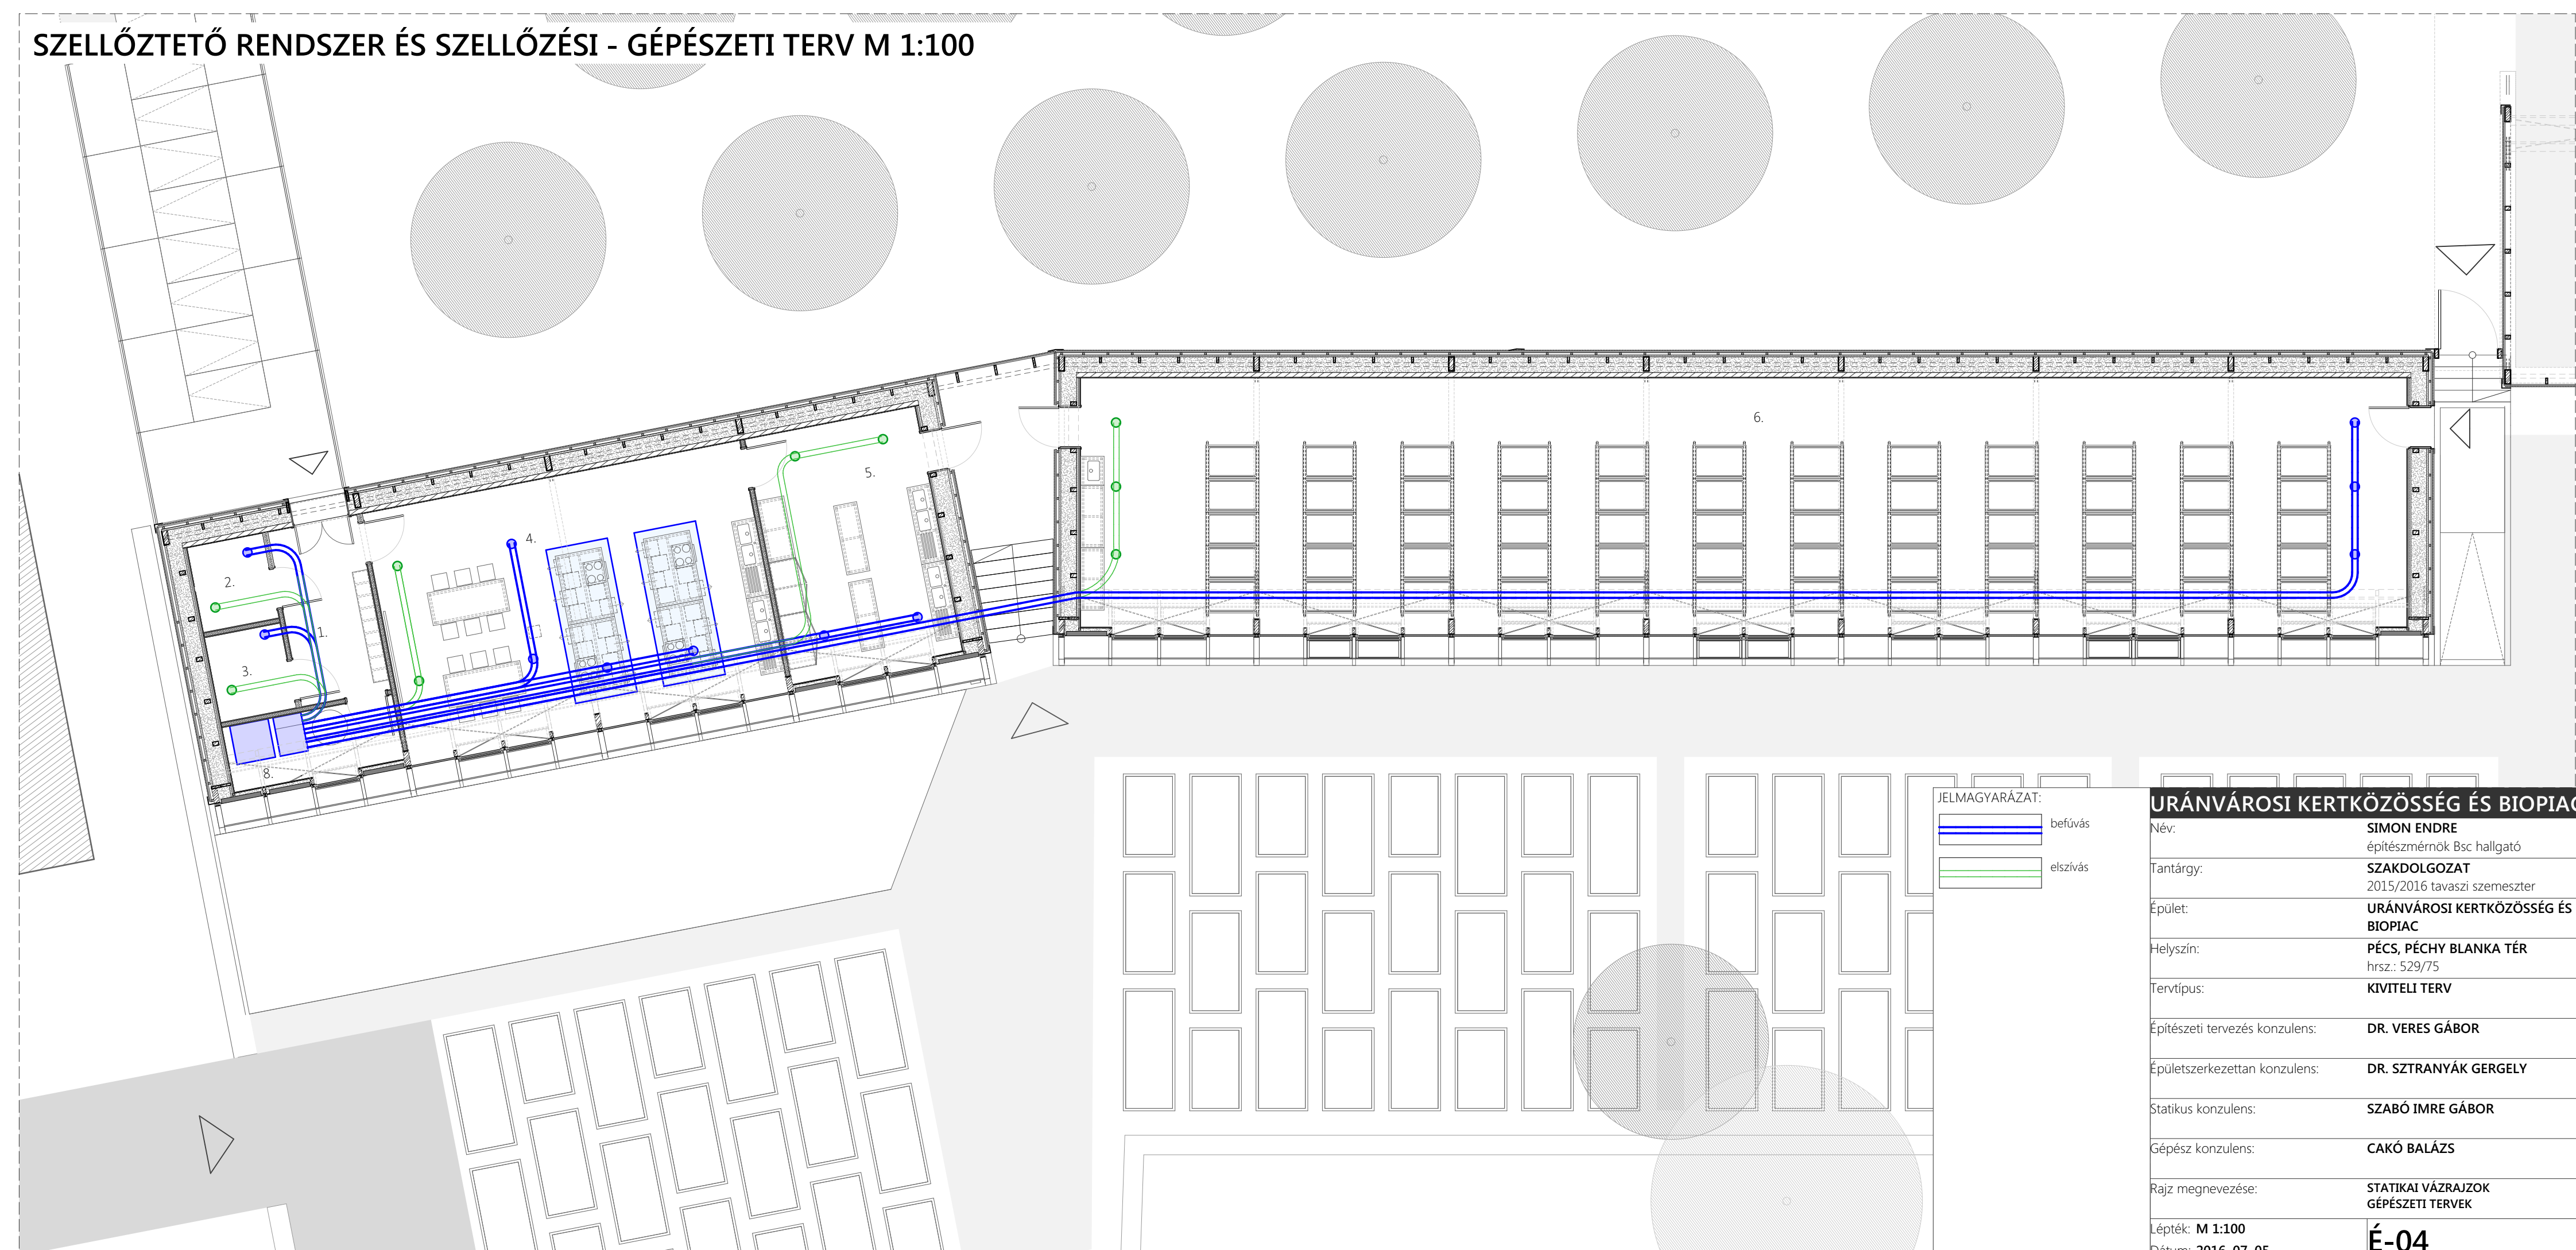 SZELLŐZTETŐ RENDSZER ÉS SZELLŐZÉSI - GÉPÉSZETI TERV M 1:100
6.
5.
4.
2.
1.
3.
8.
JELMAGYARÁZAT:
befúvás
elszívás
URÁNVÁROSI KERTKÖZÖSSÉG ÉS BIOPIAC
Név: SIMON ENDRE
építészmérnök Bsc hallgató
Tantárgy: SZAKDOLGOZAT
2015/2016 tavaszi szemeszter
Épület: URÁNVÁROSI KERTKÖZÖSSÉG ÉS
BIOPIAC
Helyszín: PÉCS, PÉCHY BLANKA TÉR
hrsz.: 529/75
Tervtípus: KIVITELI TERV
Építészeti tervezés konzulens: DR. VERES GÁBOR
Épületszerkezettan konzulens: DR. SZTRANYÁK GERGELY
Statikus konzulens: SZABÓ IMRE GÁBOR
Gépész konzulens: CAKÓ BALÁZS
Rajz megnevezése: STATIKAI VÁZRAJZOK
GÉPÉSZETI TERVEK
Lépték: M 1:100
É-04
Dátum: 2016. 07. 05.